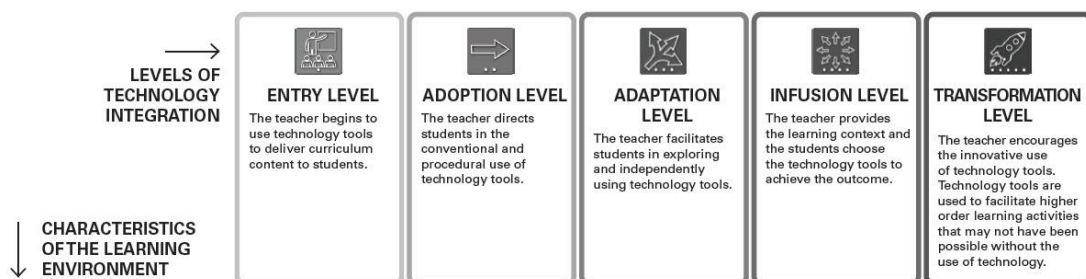 LEVELS OF
TECHNOLOGY
INTEGRATION
ENTRY LEVEL
The teacher begins to
use technology tools
to deliver curriculum
content to students.
ADOPTION LEVEL
The teacher directs
students in the
conventional and
procedural use of
technology tools.
ADAPTATION
LEVEL
The teacher facilitates
students in exploring
and independently
using technology tools.
INFUSION LEVEL
The teacher provides
the learning context and
the students choose
the technology tools to
achieve the outcome.
TRANSFORMATION
LEVEL
The teacher encourages
the innovative use
of technology tools.
Technology tools are
used to facilitate higher
order learning activities
that may not have been
possible without the
use of technology.
CHARACTERISTICS
OF THE LEARNING
ENVIRONMENT